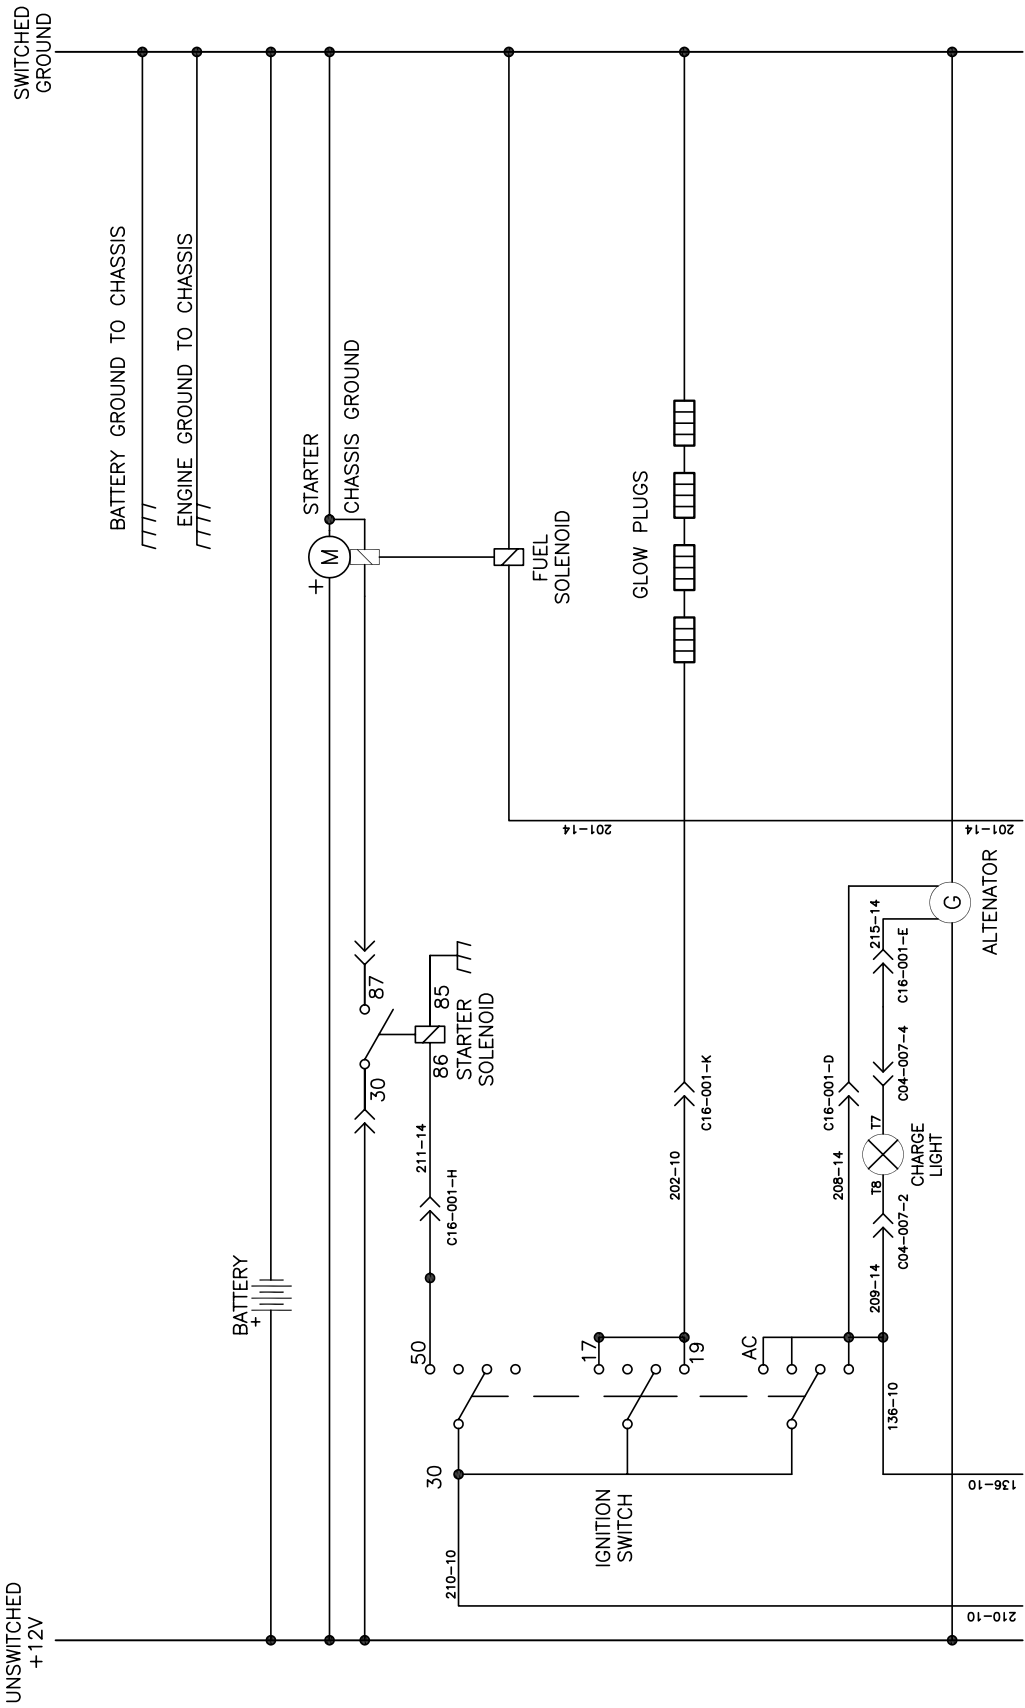 SWITCHED
GROUND
BATTERY GROUND TO CHASSIS
ENGINE GROUND TO CHASSIS
STARTER
CHASSIS GROUND
M
+
FUEL
SOLENOID
GLOW PLUGS
201-14
201-14
ALTENATOR
G
215-14
C16-001-E
87
85
STARTER
SOLENOID
86
30
C16-001-K
C16-001-D
C04-007-4
T7
CHARGE
LIGHT
T8
C04-007-2
211-14
C16-001-H
202-10
208-14
209-14
BATTERY
+
50
17
19
AC
136-10
30
IGNITION
SWITCH
136-10
210-10
210-10
UNSWITCHED
+12V